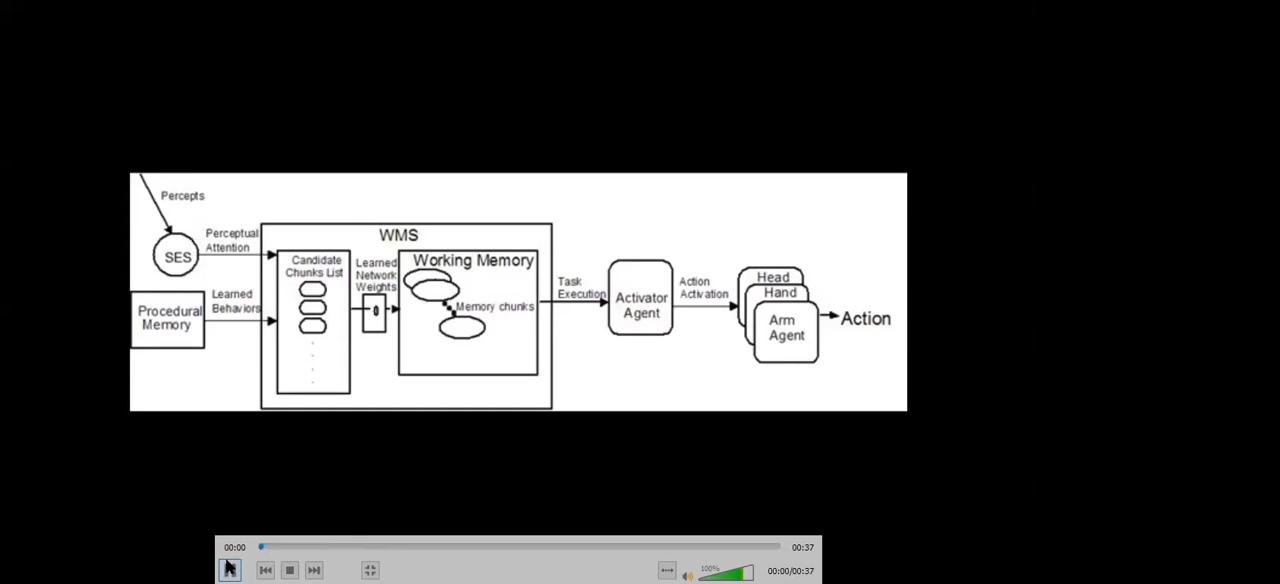 Percepts
SES
Perceptual
Attention
Procedural
Memory
Learned
Behaviors
WMS
Candidate
Chunks List
Learned
Network
Weights
0
Working Memory
Memory chunks
Task
Execution
Activator
Agent
Action
Activation
Head
Hand
Arm
Agent
Action
00:00
00:37
100%
00:00/00:37